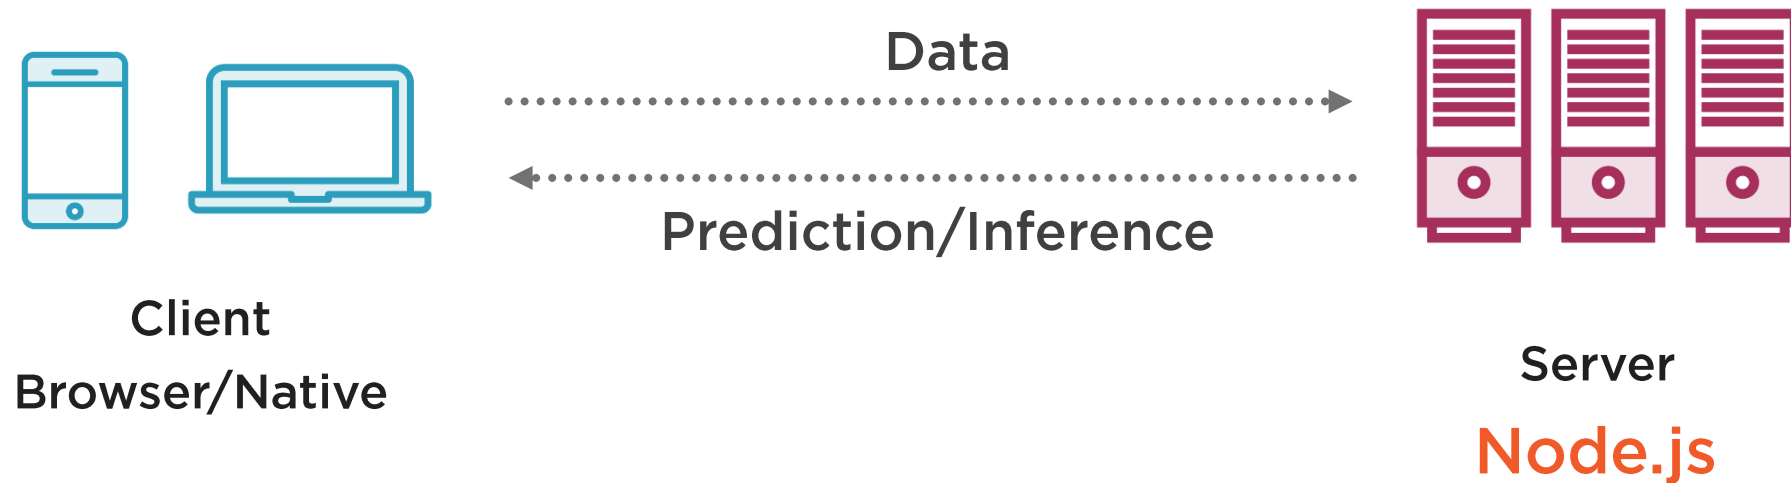 Data
Prediction/Inference
Client
Browser/Native
Server
Node.js